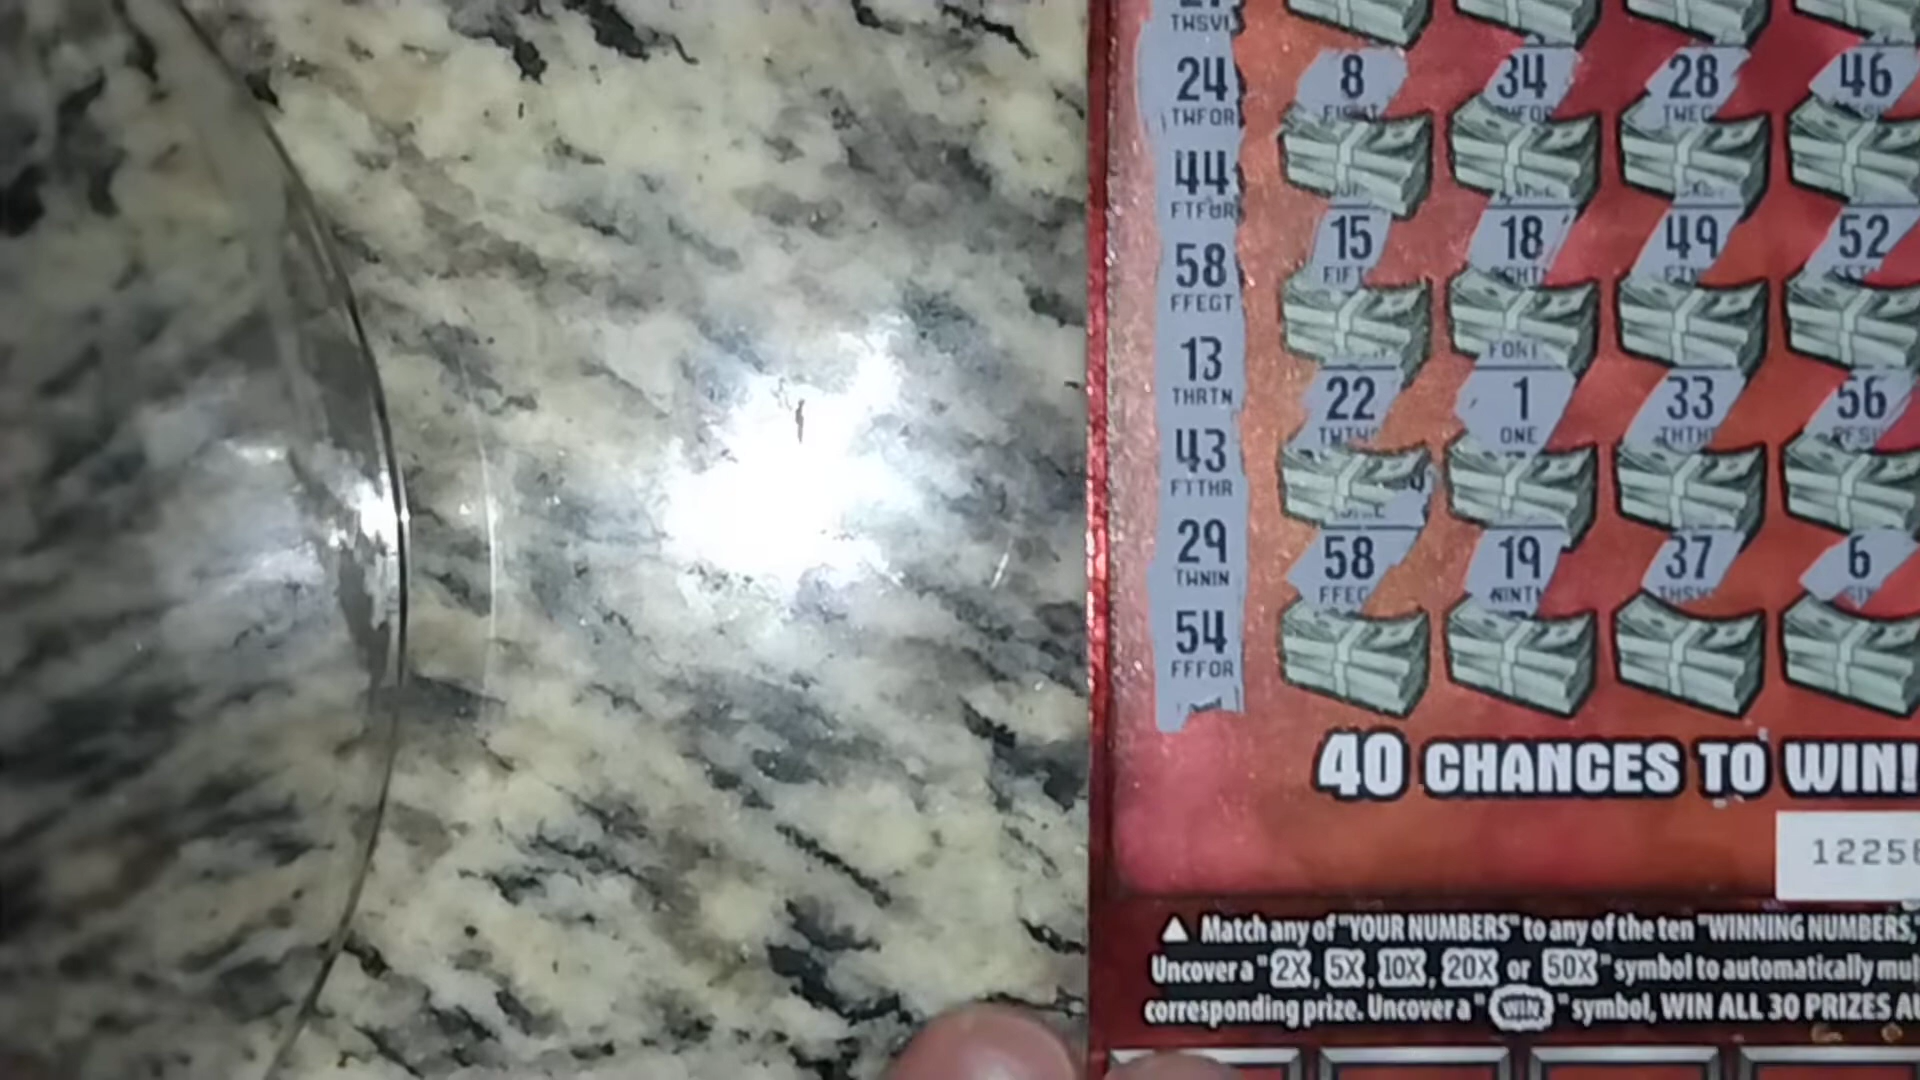 24 8 34 28 46
TWFOR
44
FTFOR 15 18 49 52
58
FFEGT
13
THRTN 22 1 33 56
43 ONE
FTTHR
29 58 19 37 6
TWNIN
54
FFFOR
40 CHANCES TO WIN!
▲ Match any of "YOUR NUMBERS" to any of the ten "WINNING NUMBERS,"
Uncover a "2X, 5X, 10X, 20X or 50X" symbol to automatically
corresponding prize. Uncover a "WIN" symbol, WIN ALL 30 PRIZES